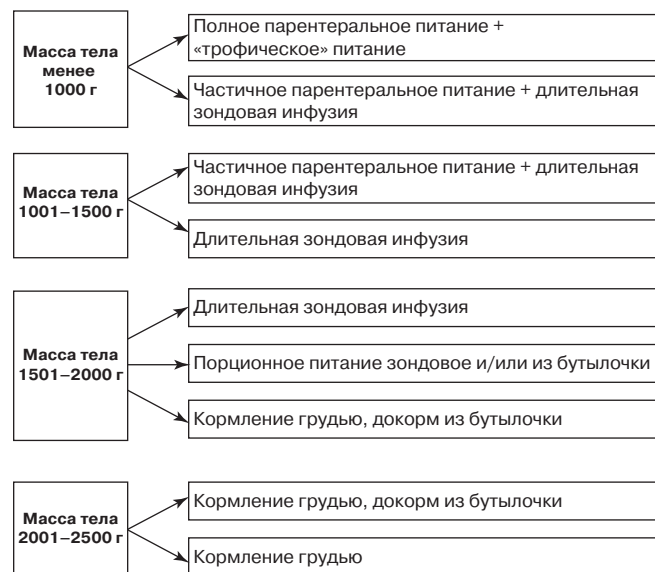 Масса тела
менее
1000 г
Полное парентеральное питание +
«трофическое» питание
Частичное парентеральное питание + длительная
зондовая инфузия
Масса тела
1001–1500 г
Частичное парентеральное питание + длительная
зондовая инфузия
Длительная зондовая инфузия
Масса тела
1501–2000 г
Длительная зондовая инфузия
Порционное питание зондовое и/или из бутылочки
Кормление грудью, докорм из бутылочки
Масса тела
2001–2500 г
Кормление грудью, докорм из бутылочки
Кормление грудью